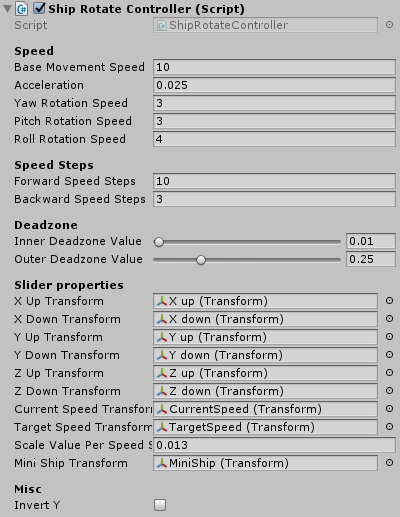 Ship Rotate Controller (Script)
Script ShipRotateController
Speed
Base Movement Speed 10
Acceleration 0.025
Yaw Rotation Speed 3
Pitch Rotation Speed 3
Roll Rotation Speed 4
Speed Steps
Forward Speed Steps 10
Backward Speed Steps 3
Deadzone
Inner Deadzone Value 0.01
Outer Deadzone Value 0.25
Slider properties
X Up Transform X up (Transform)
X Down Transform X down (Transform)
Y Up Transform Y up (Transform)
Y Down Transform Y down (Transform)
Z Up Transform Z up (Transform)
Z Down Transform Z down (Transform)
Current Speed Transforn CurrentSpeed (Transform)
Target Speed Transform TargetSpeed (Transform)
Scale Value Per Speed S 0.013
Mini Ship Transform MiniShip (Transform)
Misc
Invert Y